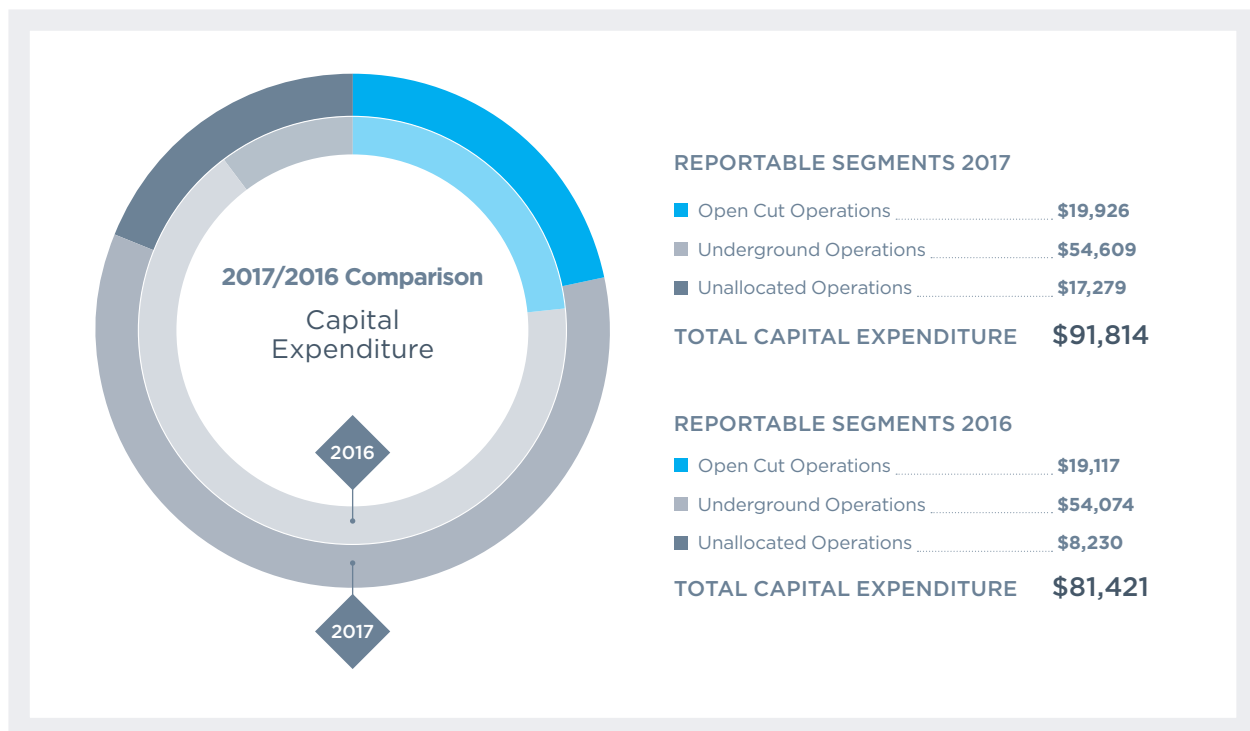 2017/2016 Comparison
Capital
Expenditure
2016
2017
REPORTABLE SEGMENTS 2017
Open Cut Operations $19,926
Underground Operations $54,609
Unallocated Operations $17,279
TOTAL CAPITAL EXPENDITURE $91,814
REPORTABLE SEGMENTS 2016
Open Cut Operations $19,117
Underground Operations $54,074
Unallocated Operations $8,230
TOTAL CAPITAL EXPENDITURE $81,421